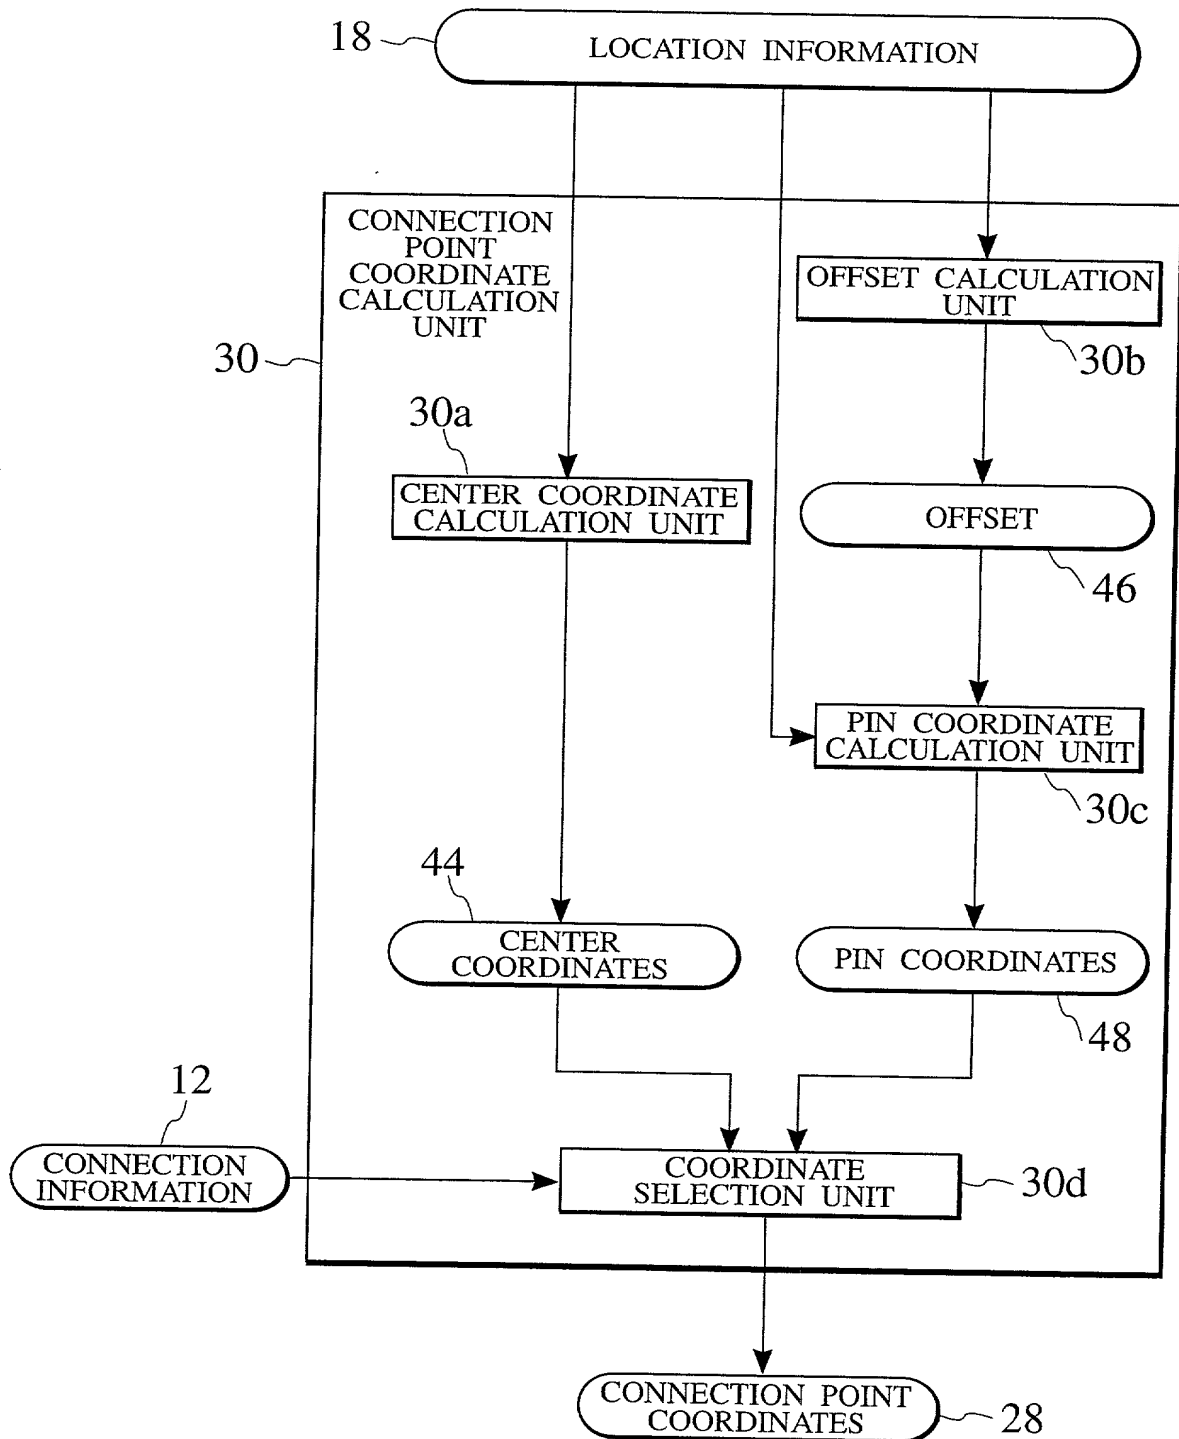 18
LOCATION INFORMATION
CONNECTION
POINT
COORDINATE
CALCULATION
UNIT
OFFSET CALCULATION
UNIT
30
30b
30a
CENTER COORDINATE
CALCULATION UNIT
OFFSET
46
PIN COORDINATE
CALCULATION UNIT
30c
44
CENTER
COORDINATES
PIN COORDINATES
48
12
CONNECTION
INFORMATION
COORDINATE
SELECTION UNIT
30d
CONNECTION POINT
COORDINATES
28